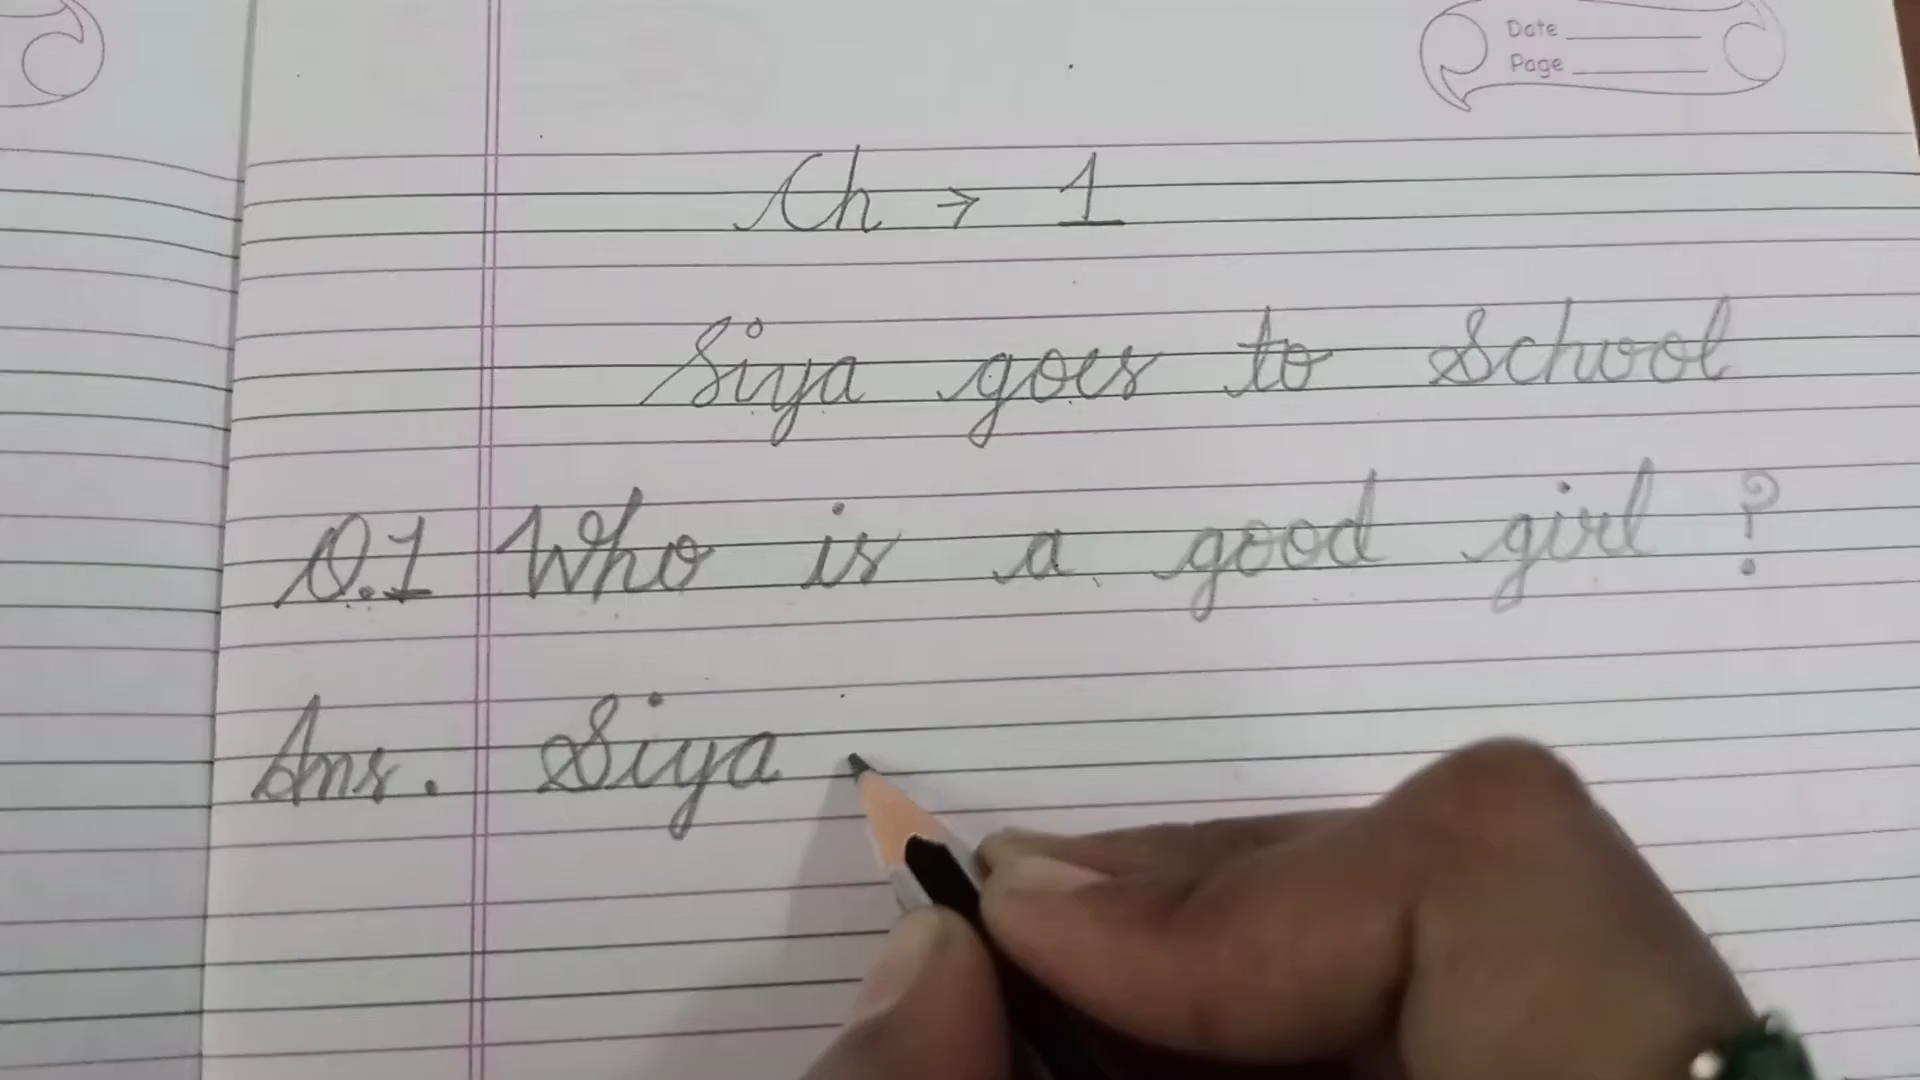 Date
Page
Ch → 1
Siya goes to School
Q.1 Who is a good girl ?
Ans. Siya